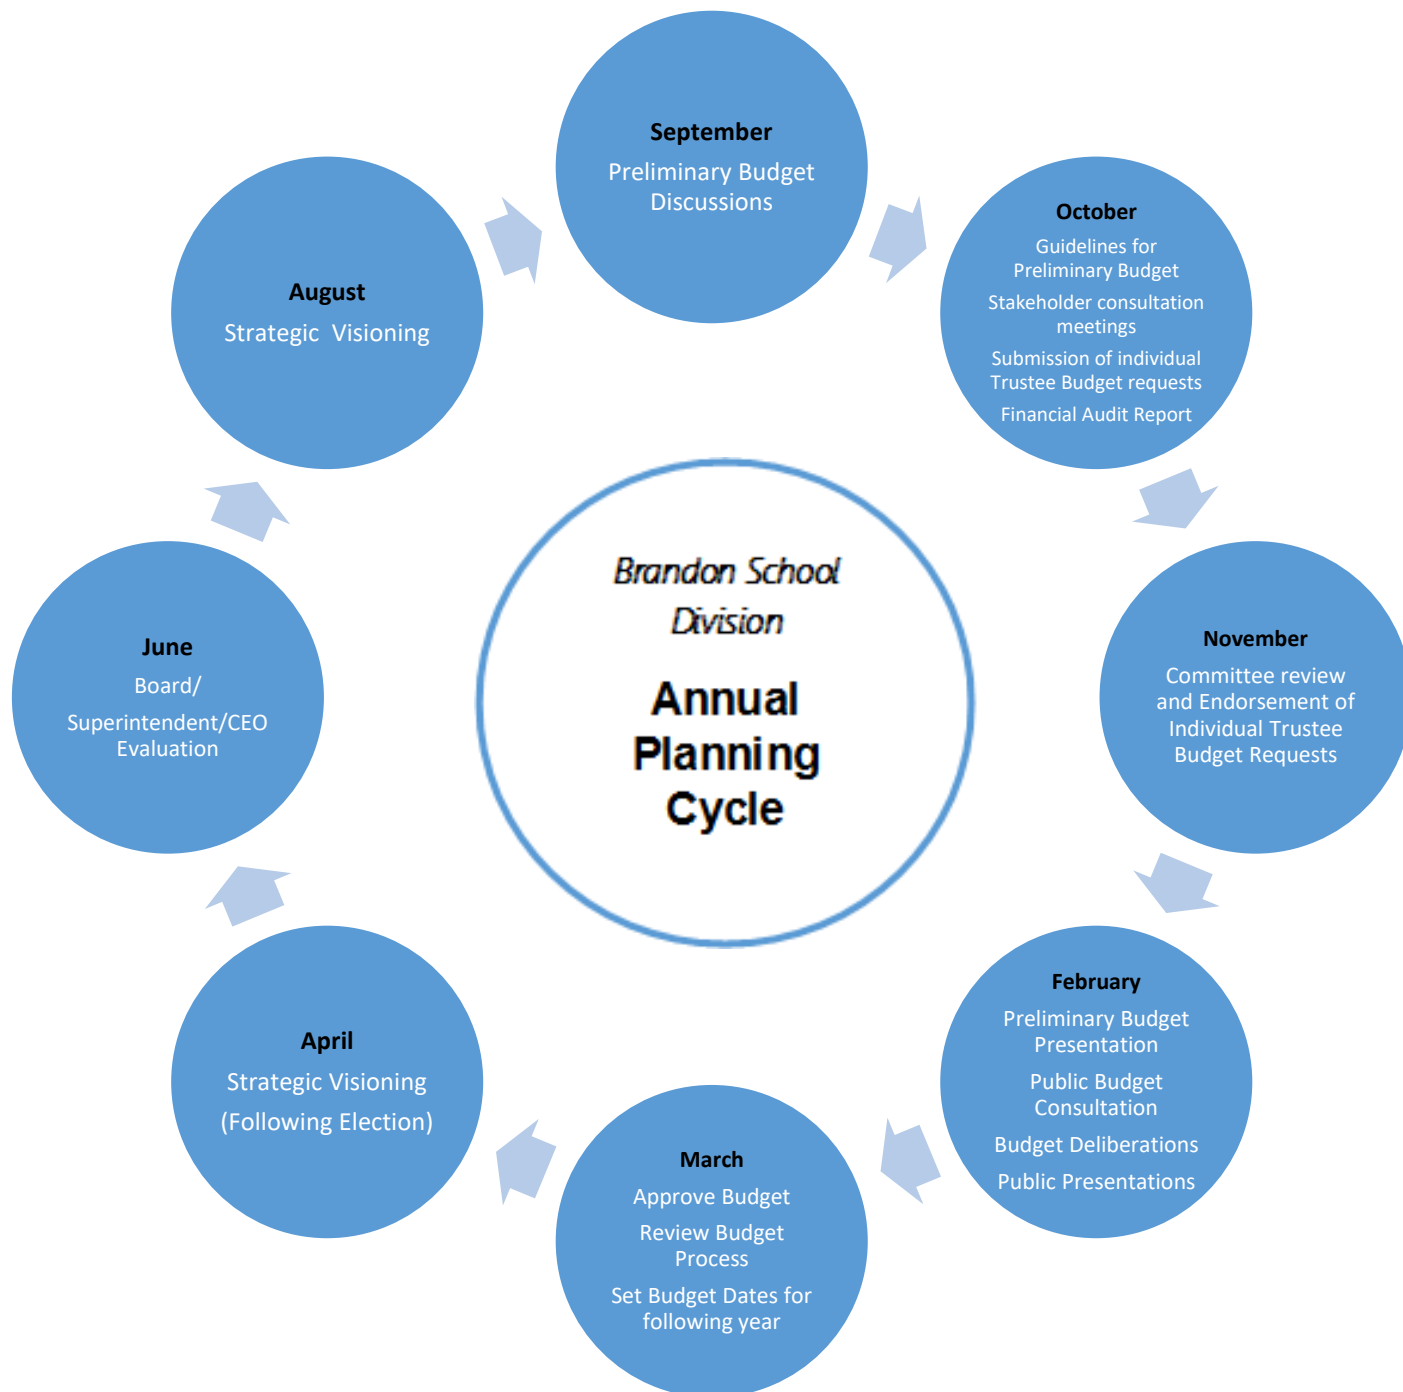 September
Preliminary Budget
Discussions
October
Guidelines for
Preliminary Budget
Stakeholder consultation
meetings
Submission of individual
Trustee Budget requests
Financial Audit Report
November
Committee review
and Endorsement of
Individual Trustee
Budget Requests
February
Preliminary Budget
Presentation
Public Budget
Consultation
Budget Deliberations
Public Presentations
March
Approve Budget
Review Budget
Process
Set Budget Dates for
following year
April
Strategic Visioning
(Following Election)
June
Board/
Superintendent/CEO
Evaluation
August
Strategic Visioning
Brandon School
Division
Annual
Planning
Cycle